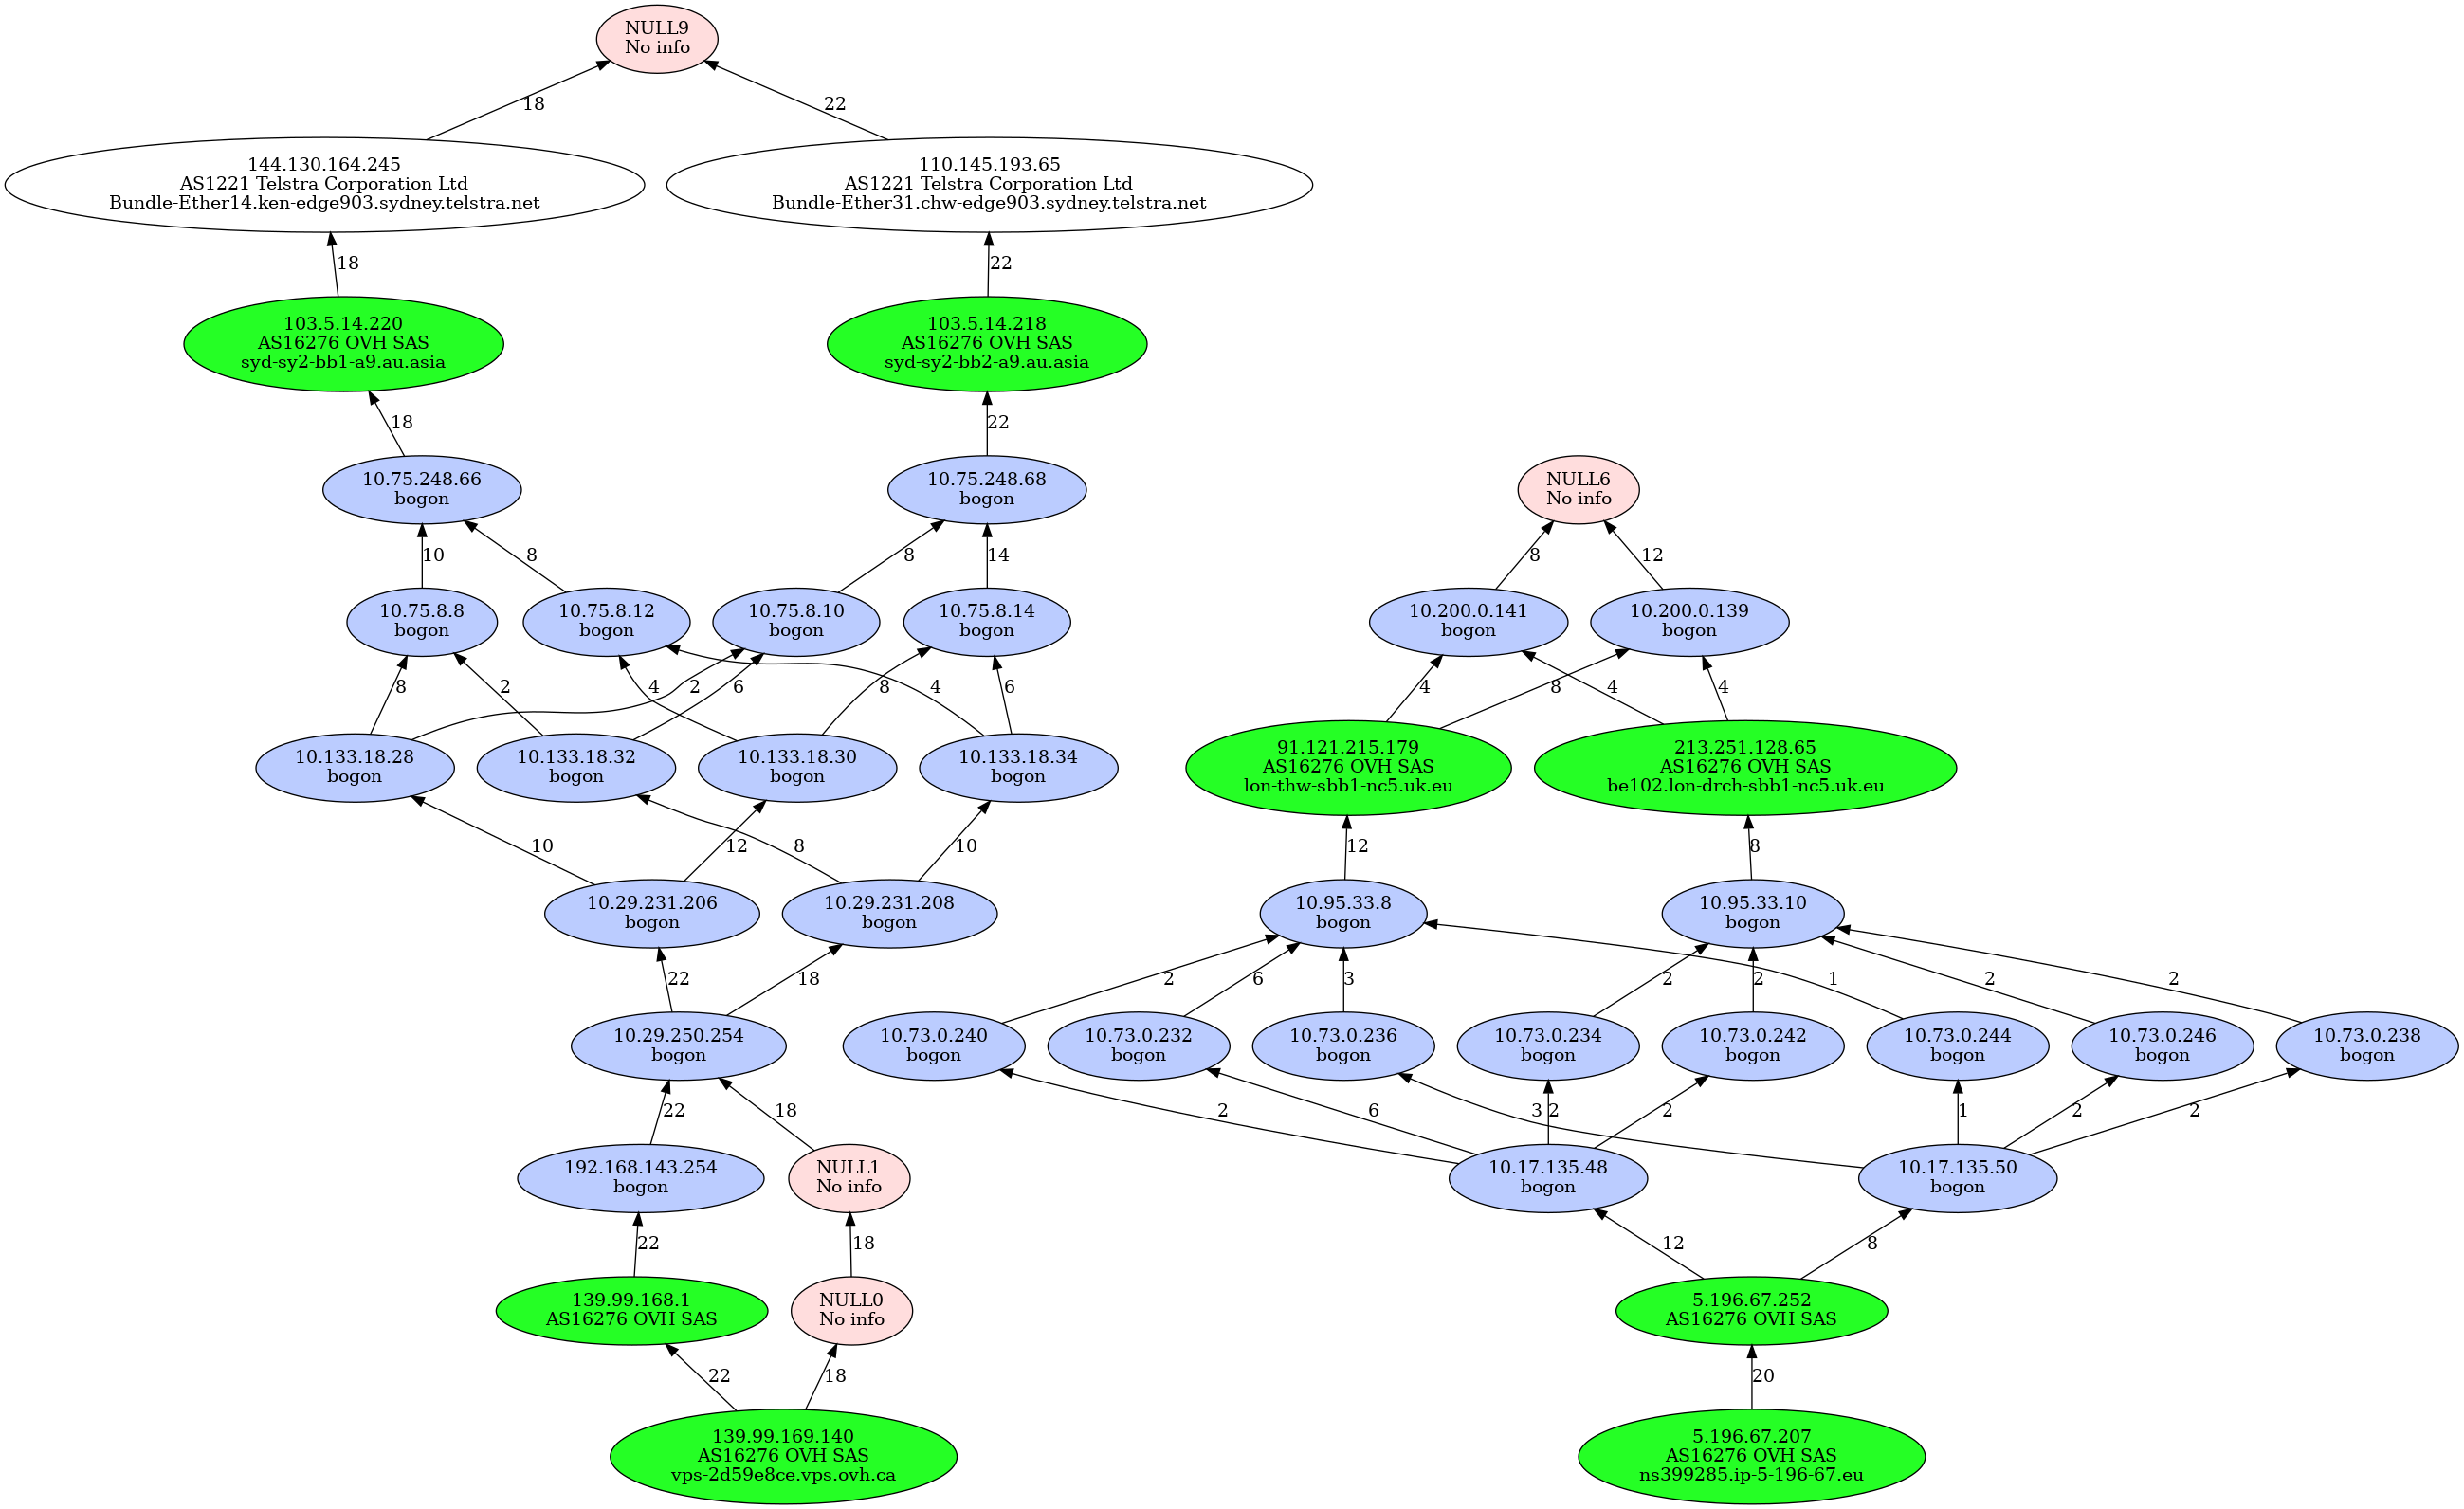 NULL9
No info
18
22
144.130.164.245
AS1221 Telstra Corporation Ltd
Bundle-Ether14.ken-edge903.sydney.telstra.net
110.145.193.65
AS1221 Telstra Corporation Ltd
Bundle-Ether31.chw-edge903.sydney.telstra.net
18
22
103.5.14.220
AS16276 OVH SAS
syd-sy2-bb1-a9.au.asia
103.5.14.218
AS16276 OVH SAS
syd-sy2-bb2-a9.au.asia
18
22
10.75.248.66
bogon
10.75.248.68
bogon
NULL6
No info
10
8
8
14
8
12
10.75.8.8
bogon
10.75.8.12
bogon
10.75.8.10
bogon
10.75.8.14
bogon
10.200.0.141
bogon
10.200.0.139
bogon
8
2
4
2
6
8
4
6
4
8
4
4
10.133.18.28
bogon
10.133.18.32
bogon
10.133.18.30
bogon
10.133.18.34
bogon
91.121.215.179
AS16276 OVH SAS
lon-thw-sbb1-nc5.uk.eu
213.251.128.65
AS16276 OVH SAS
be102.lon-drch-sbb1-nc5.uk.eu
10
12
8
10
12
8
10.29.231.206
bogon
10.29.231.208
bogon
10.95.33.8
bogon
10.95.33.10
bogon
22
18
2
6
3
2
2
1
2
2
10.29.250.254
bogon
10.73.0.240
bogon
10.73.0.232
bogon
10.73.0.236
bogon
10.73.0.234
bogon
10.73.0.242
bogon
10.73.0.244
bogon
10.73.0.246
bogon
10.73.0.238
bogon
22
18
2
6
3
2
2
1
2
2
192.168.143.254
bogon
NULL1
No info
10.17.135.48
bogon
10.17.135.50
bogon
22
18
12
8
139.99.168.1
AS16276 OVH SAS
NULL0
No info
5.196.67.252
AS16276 OVH SAS
22
18
20
139.99.169.140
AS16276 OVH SAS
vps-2d59e8ce.vps.ovh.ca
5.196.67.207
AS16276 OVH SAS
ns399285.ip-5-196-67.eu